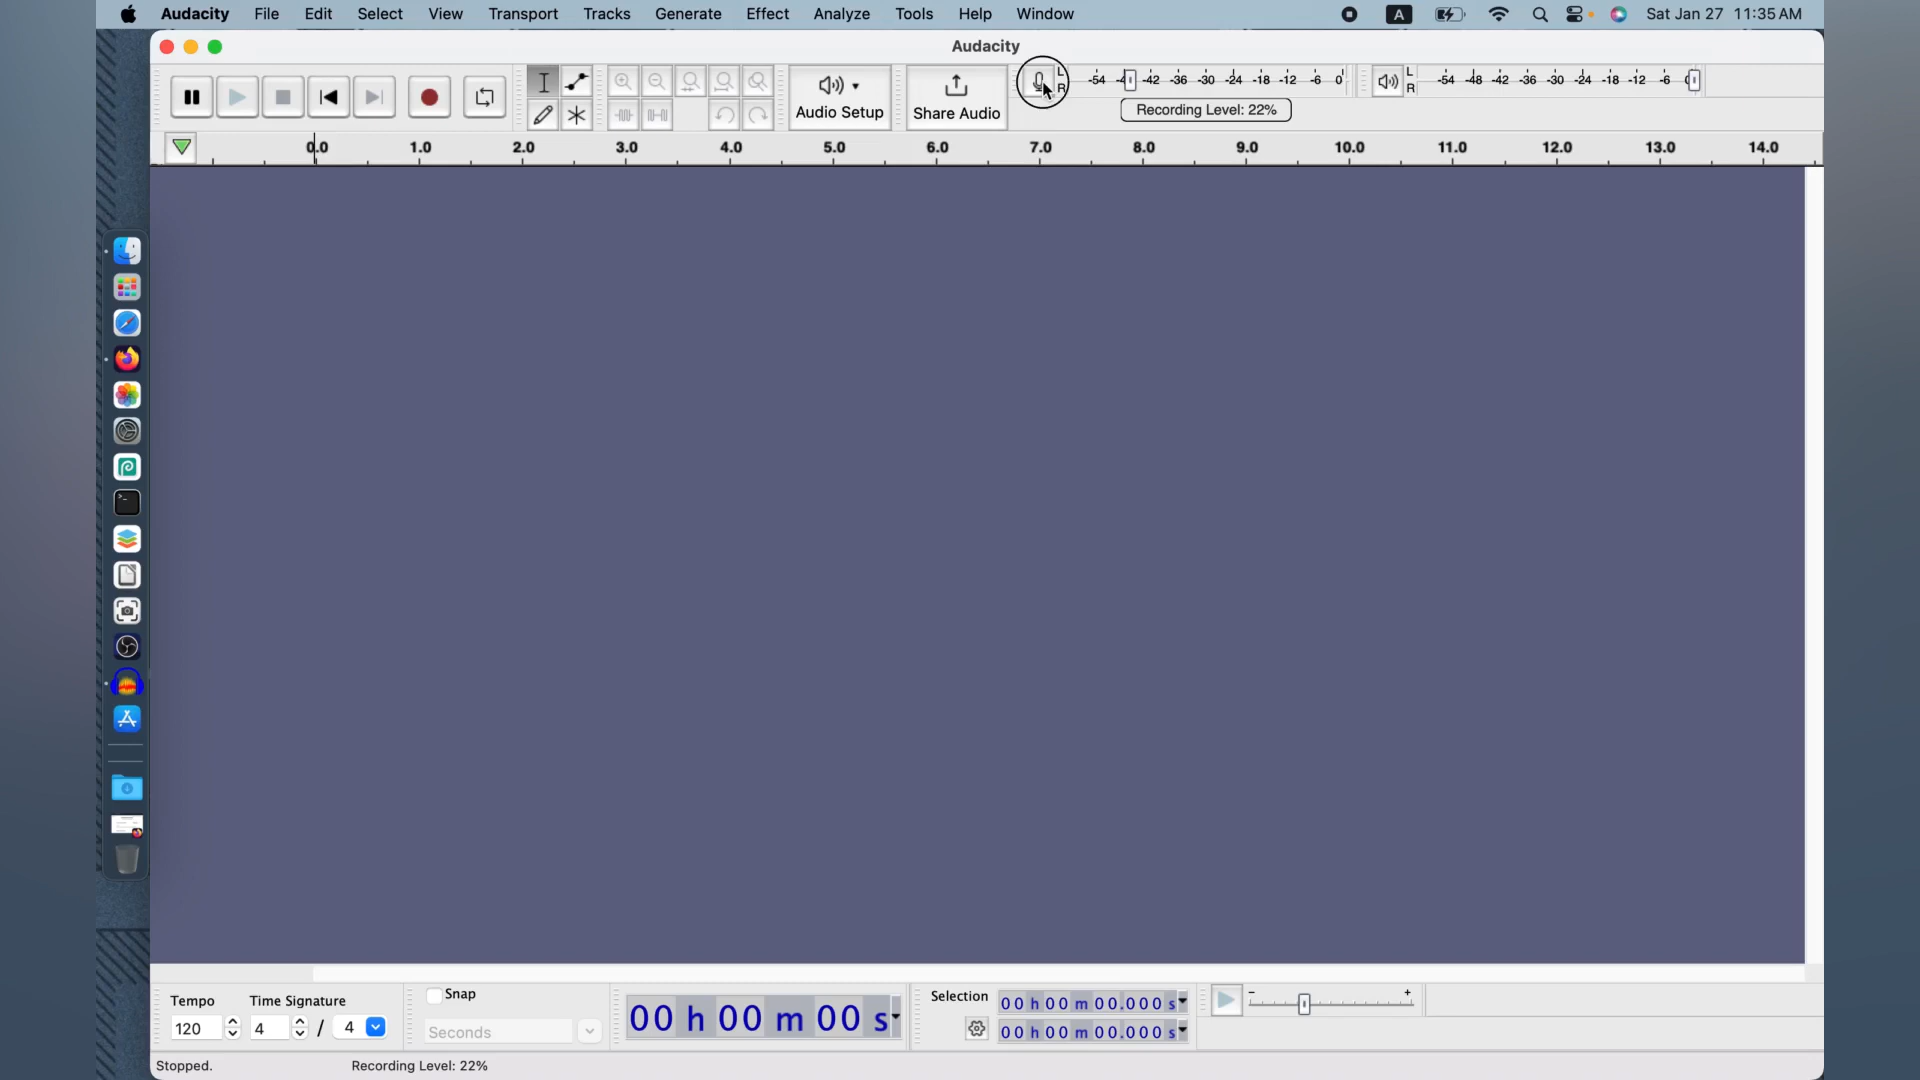 Audacity File Edit Select View Transport Tracks Generate Effect Analyze Tools Help Window A Sat Jan 27 11:35 AM
Audacity
L -54 -42 -36 -30 -24 -18 -12 -6 0
R
L -54 -48 -42 -36 -30 -24 -18 -12 -6
R
Audio Setup
Share Audio
Recording Level: 22%
0.0 1.0 2.0 3.0 4.0 5.0 6.0 7.0 8.0 9.0 10.0 11.0 12.0 13.0 14.0
Tempo
120
Time Signature
4 / 4
Snap
Seconds
00 h 00 m 00 s
Selection
00 h 00 m 00.000 s
00 h 00 m 00.000 s
- +
Stopped. Recording Level: 22%